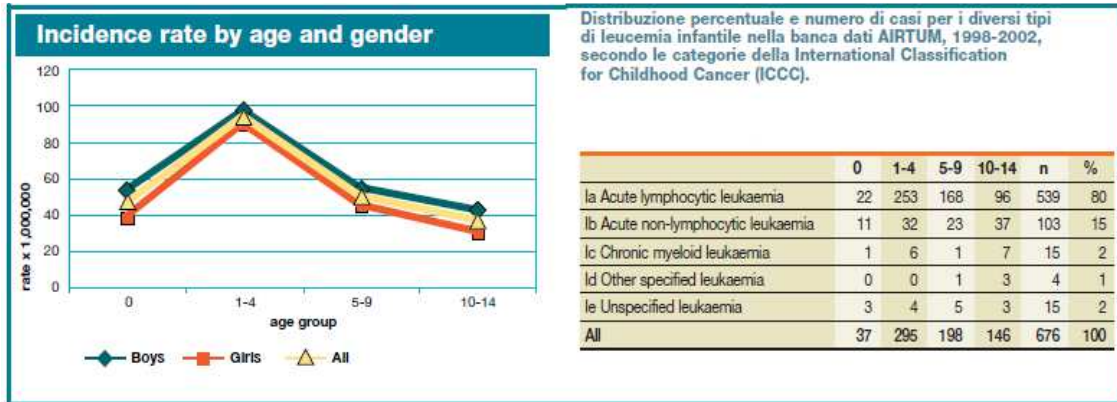 Incidence rate by age and gender
120
100
80
60
40
20
0
rate x 1,000,000
0 1-4 5-9 10-14
age group
Boys Girls All
Distribuzione percentuale e numero di casi per i diversi tipi
di leucemia infantile nella banca dati AIRTUM, 1998-2002,
secondo le categorie della International Classification
for Childhood Cancer (ICCC).
0 1-4 5-9 10-14 n %
Ia Acute lymphocytic leukaemia 22 253 168 96 539 80
Ib Acute non-lymphocytic leukaemia 11 32 23 37 103 15
Ic Chronic myeloid leukaemia 1 6 1 7 15 2
Id Other specified leukaemia 0 0 1 3 4 1
Ie Unspecified leukaemia 3 4 5 3 15 2
All 37 295 198 146 676 100